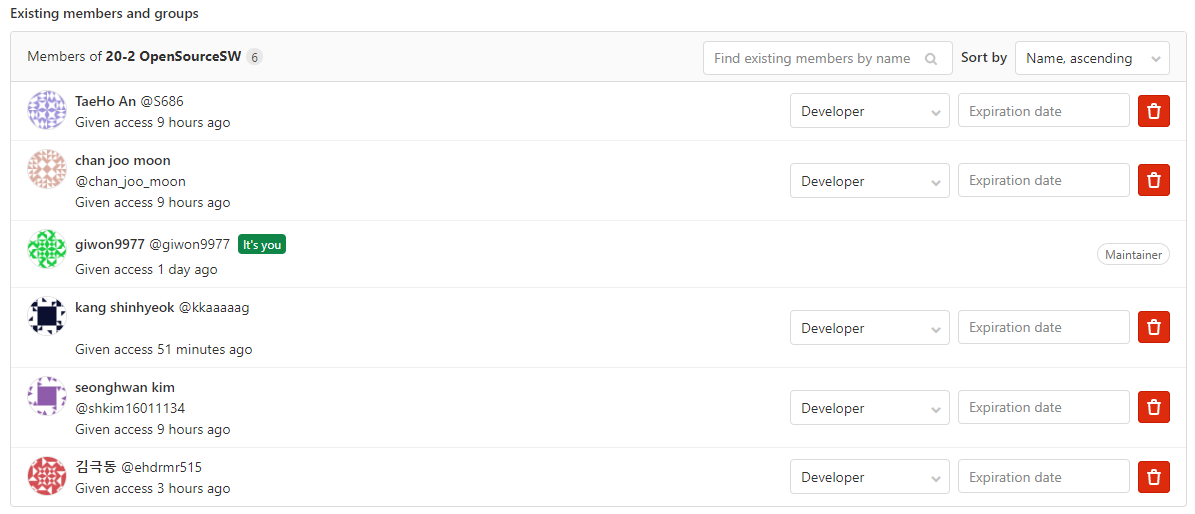 Existing members and groups
Members of 20-2 OpenSourceSW 6 Find existing members by name Sort by Name, ascending
TaeHo An @S686
Given access 9 hours ago
Developer Expiration date
chan joo moon
@chan_joo_moon
Given access 9 hours ago
Developer Expiration date
giwon9977 @giwon9977 It's you
Given access 1 day ago
Maintainer
kang shinhyeok @kkaaaaag
Given access 51 minutes ago
Developer Expiration date
seonghwan kim
@shkim16011134
Given access 9 hours ago
Developer Expiration date
김극동 @ehdrmr515
Given access 3 hours ago
Developer Expiration date